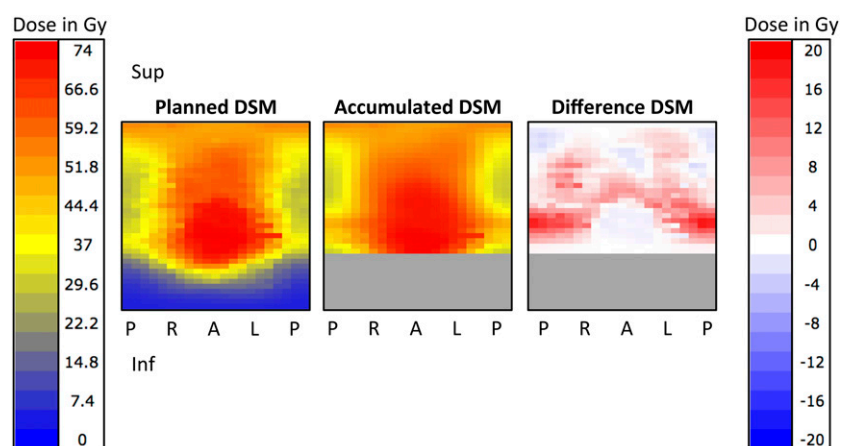 Dose in Gy
74
66.6
59.2
51.8
44.4
37
29.6
22.2
14.8
7.4
0
Sup
Planned DSM
Accumulated DSM
Difference DSM
P R A L P
P R A L P
P R A L P
Inf
Dose in Gy
20
16
12
8
4
0
-4
-8
-12
-16
-20